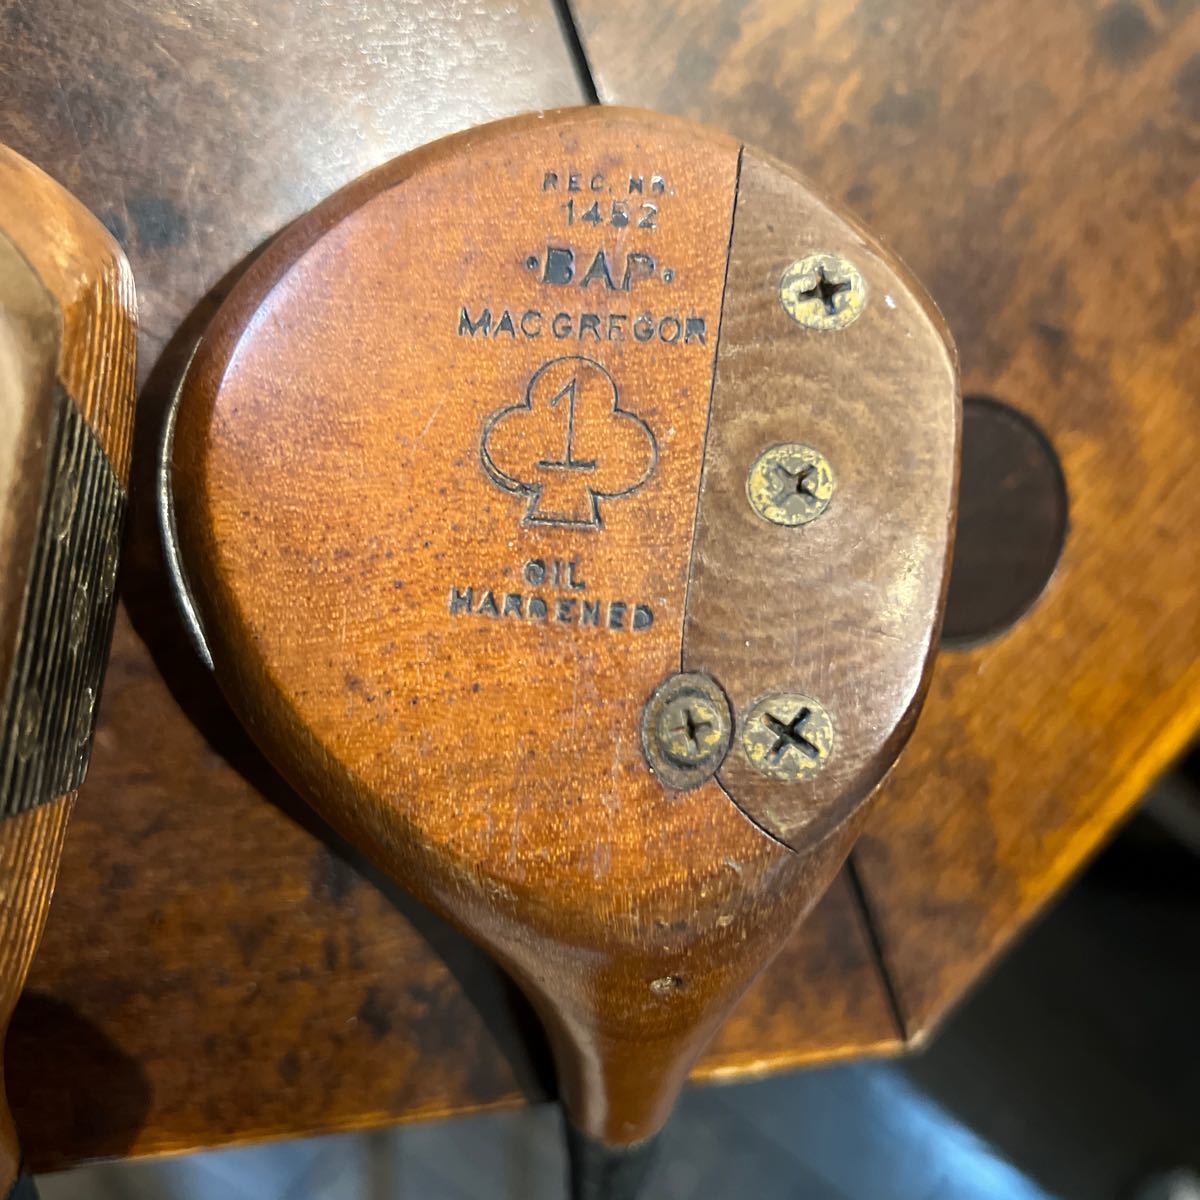 REC. NO.
1452
·BAP·
MACGREGOR
1
OIL
HARDENED